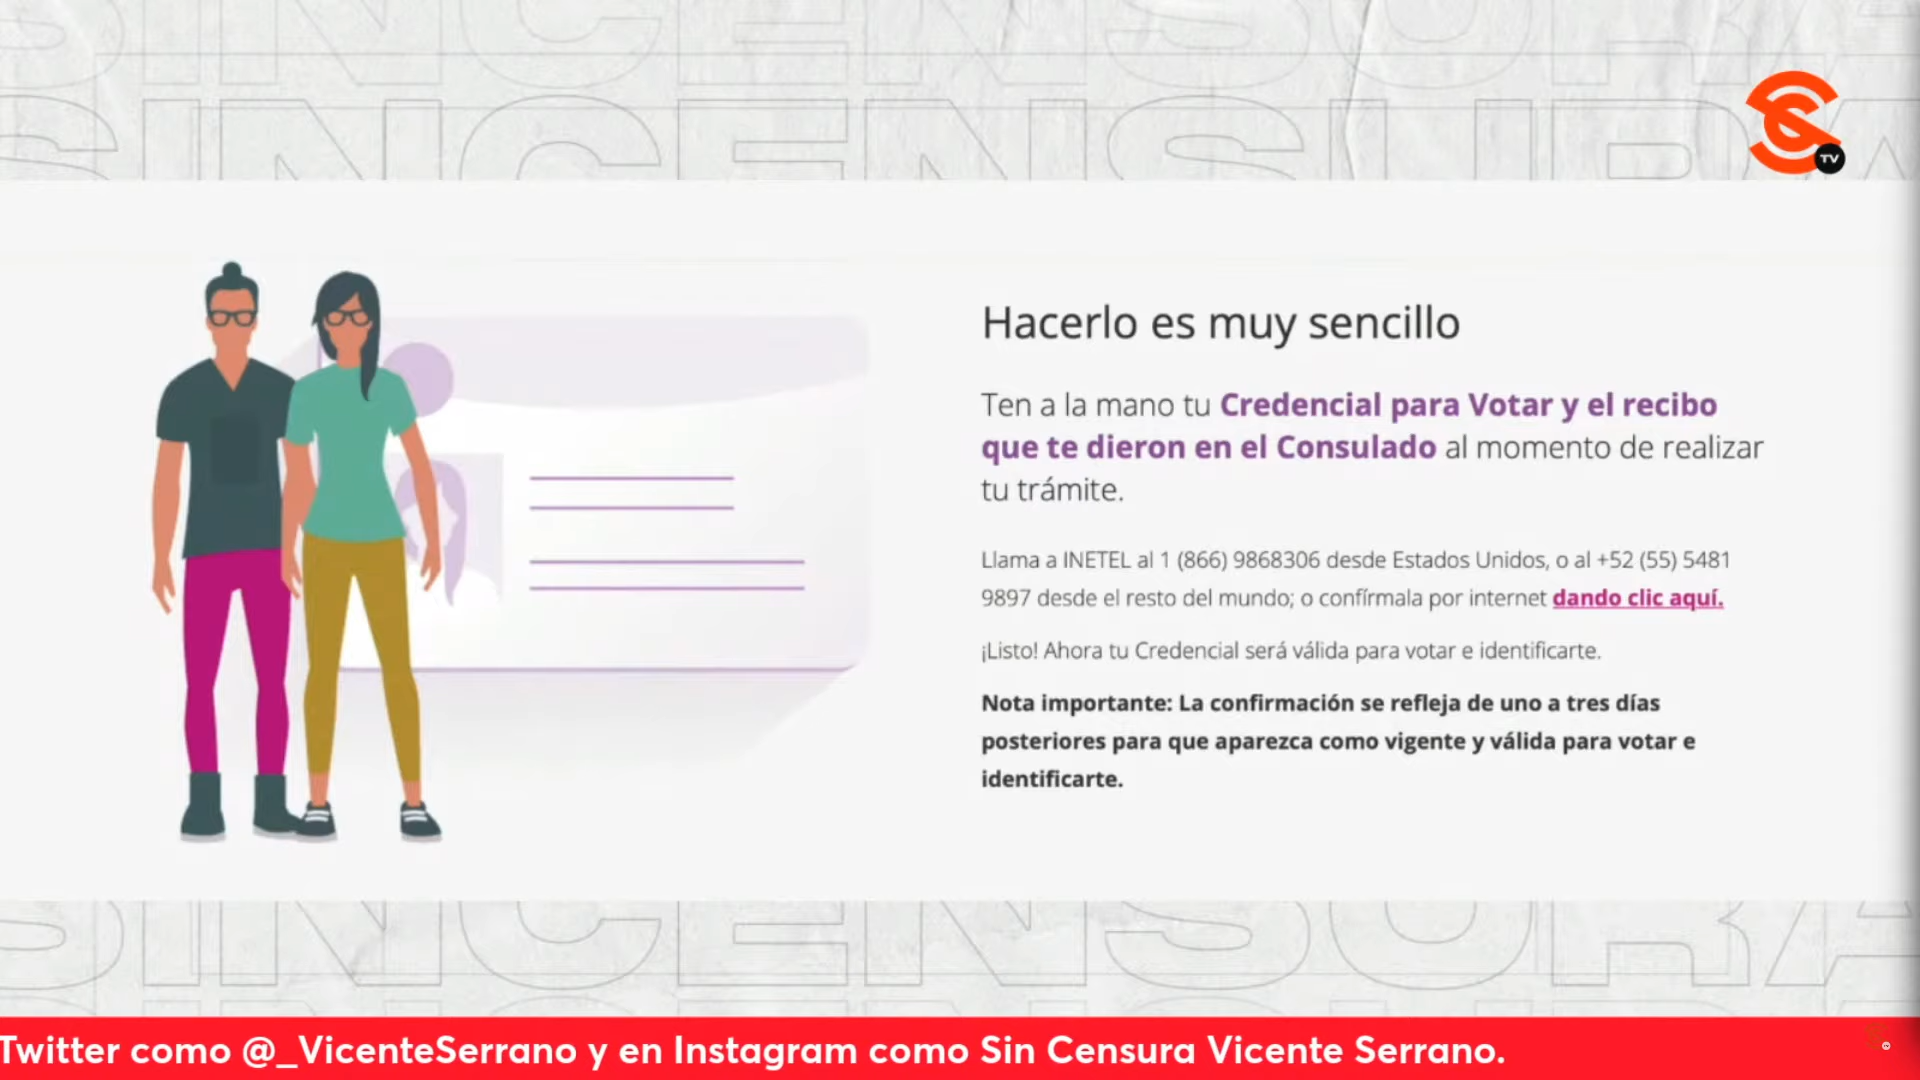 SINCENSURA
SINCENSURA
TV
Hacerlo es muy sencillo
Ten a la mano tu Credencial para Votar y el recibo
que te dieron en el Consulado al momento de realizar
tu trámite.
Llama a INETEL al 1 (866) 9868306 desde Estados Unidos, o al +52 (55) 5481
9897 desde el resto del mundo; o confírmala por internet dando clic aquí.
¡Listo! Ahora tu Credencial será válida para votar e identificarte.
Nota importante: La confirmación se refleja de uno a tres días
posteriores para que aparezca como vigente y válida para votar e
identificarte.
SINCENSURA
Twitter como @_VicenteSerrano y en Instagram como Sin Censura Vicente Serrano.